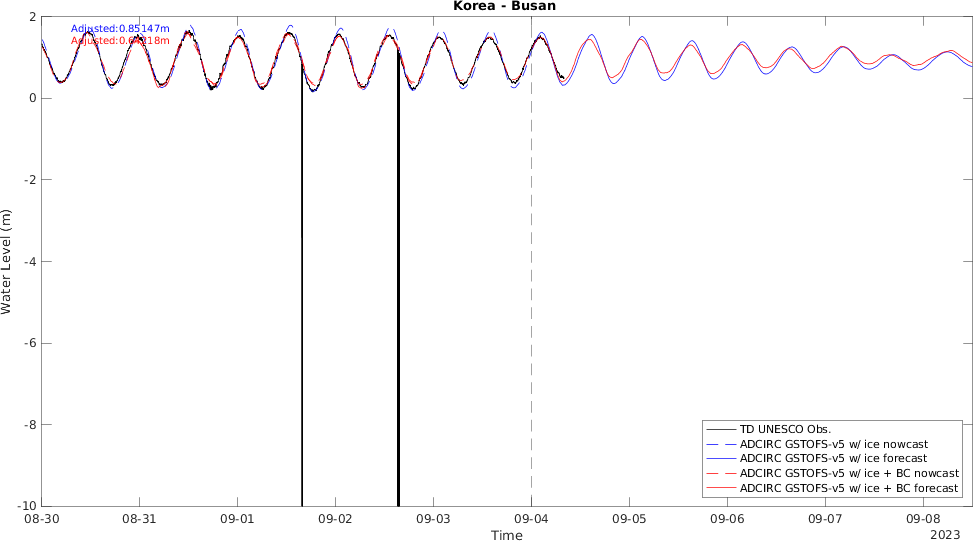 Korea - Busan
Adjusted:0.85147m
Adjusted:
2
0
-2
-4
-6
-8
-10
Water Level (m)
TD UNESCO Obs.
ADCIRC GSTOFS-v5 w/ ice nowcast
ADCIRC GSTOFS-v5 w/ ice forecast
ADCIRC GSTOFS-v5 w/ ice + BC nowcast
ADCIRC GSTOFS-v5 w/ ice + BC forecast
08-30 08-31 09-01 09-02 09-03 09-04 09-05 09-06 09-07 09-08
Time
2023